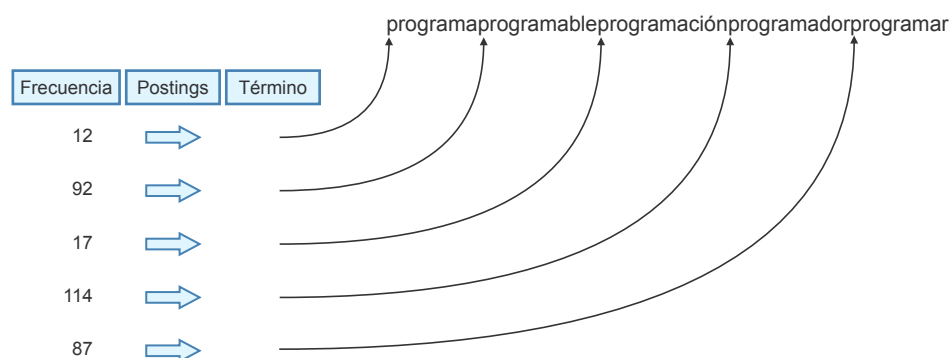 programaprogramableprogramaciónprogramadorprogramar
Frecuencia Postings Término
12
92
17
114
87